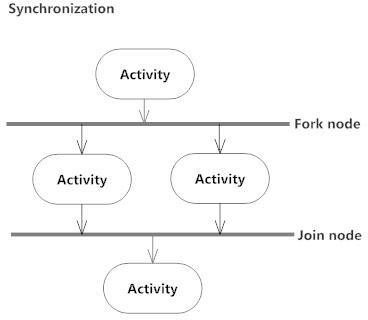 Synchronization
Activity
Fork node
Activity
Activity
Join node
Activity